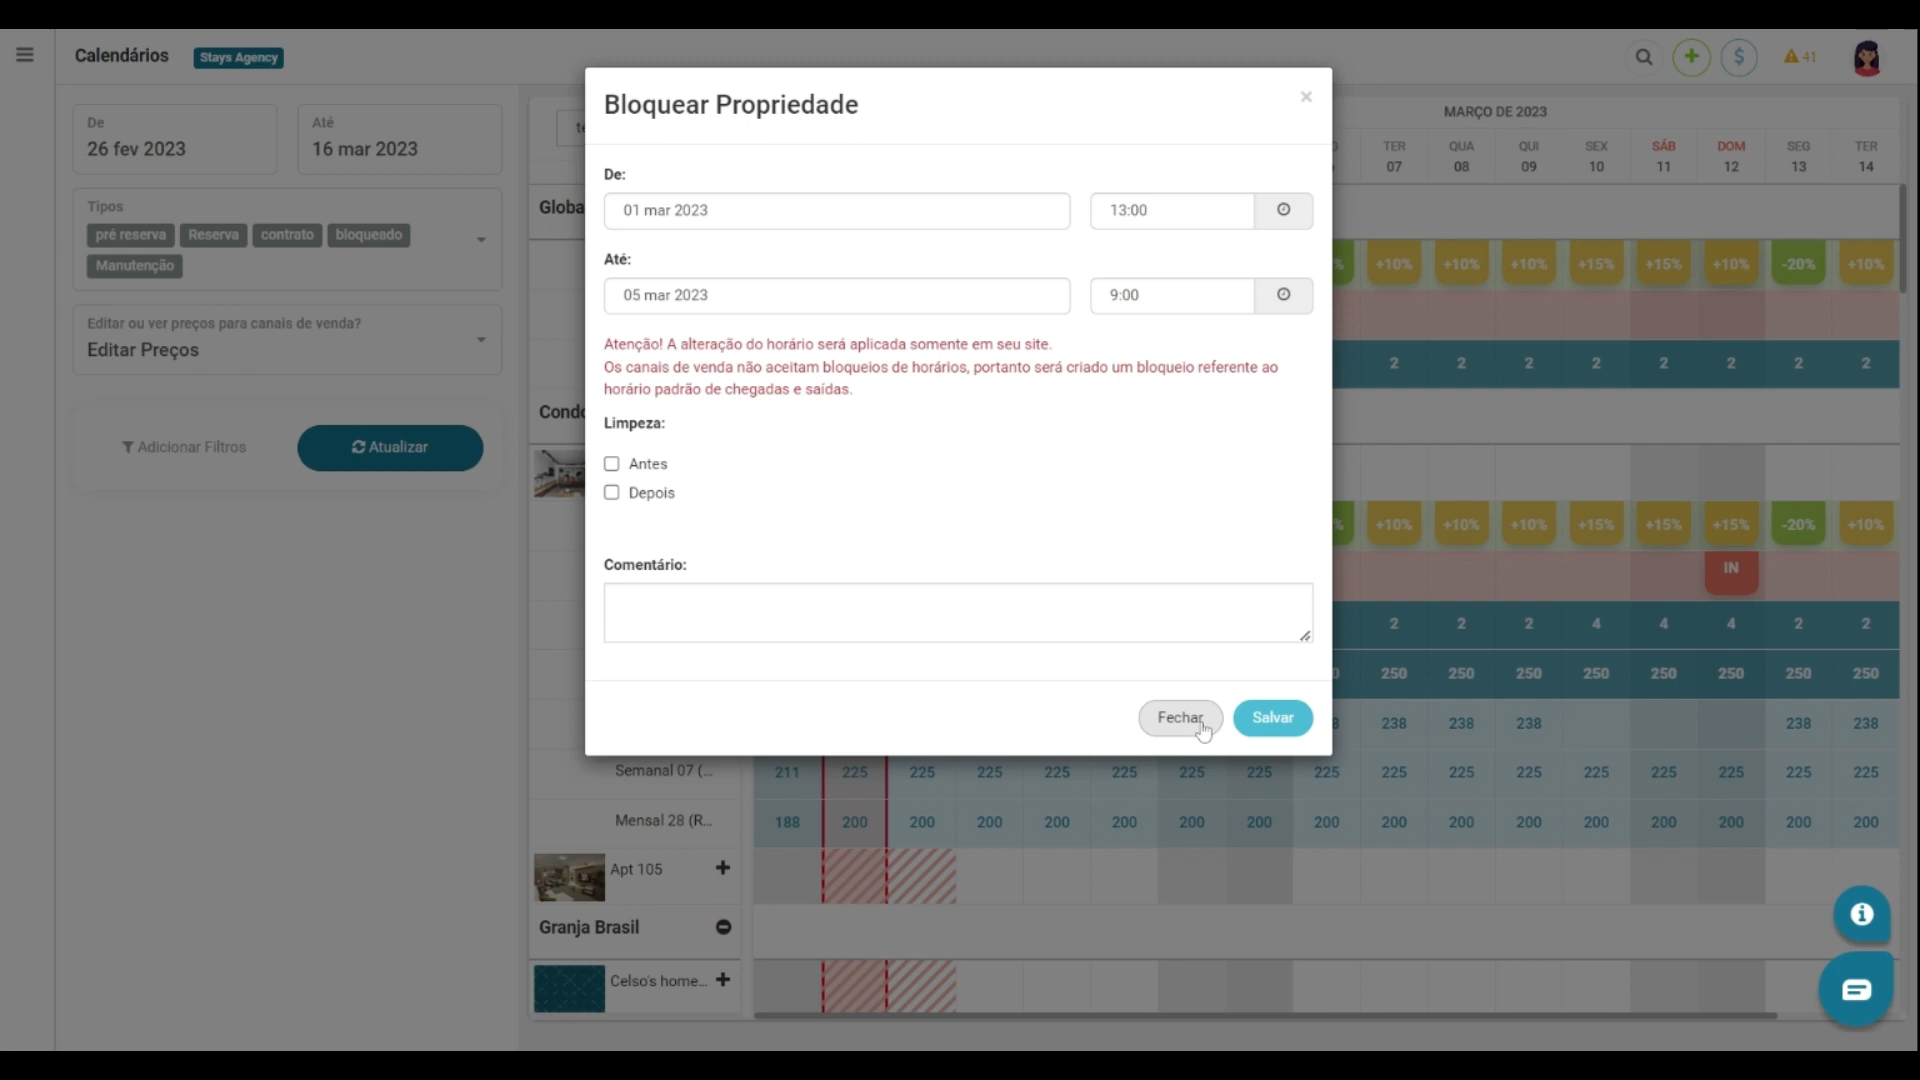 Calendários
Stays Agency
41
De
26 fev 2023
Até
16 mar 2023
Tipos
pré reserva Reserva contrato bloqueado
Manutenção
Editar ou ver preços para canais de venda?
Editar Preços
Adicionar Filtros
Atualizar
Bloquear Propriedade
×
De:
01 mar 2023 13:00
Até:
05 mar 2023 9:00
Atenção! A alteração do horário será aplicada somente em seu site.
Os canais de venda não aceitam bloqueios de horários, portanto será criado um bloqueio referente ao
horário padrão de chegadas e saídas.
Limpeza:
Antes
Depois
Comentário:
Fechar Salvar
MARÇO DE 2023
TER QUA QUI SEX SÁB DOM SEG TER
07 08 09 10 11 12 13 14
Globa
+10% +10% +10% +15% +15% +10% -20% +10%
2 2 2 2 2 2 2 2
Condo
+10% +10% +10% +15% +15% +15% -20% +10%
IN
2 2 2 4 4 4 2 2
250 250 250 250 250 250 250 250
238 238 238 238 238
Semanal 07 (... 211 225 225 225 225 225 225 225 225 225 225 225 225 225 225 225 225
Mensal 28 (R... 188 200 200 200 200 200 200 200 200 200 200 200 200 200 200 200 200
Apt 105
Granja Brasil
Celso's home...